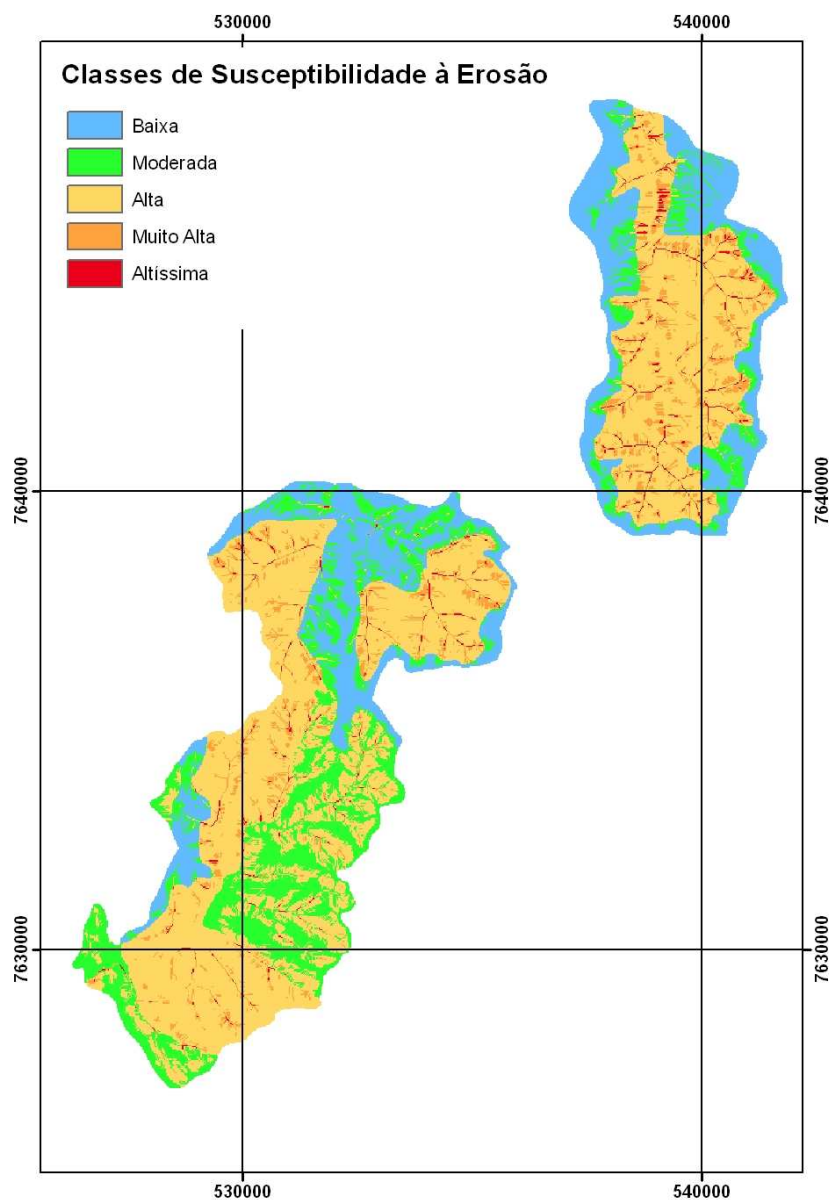 530000
540000
Classes de Susceptibilidade à Erosão
Baixa
Moderada
Alta
Muito Alta
Altíssima
7640000
7640000
7630000
7630000
530000
540000